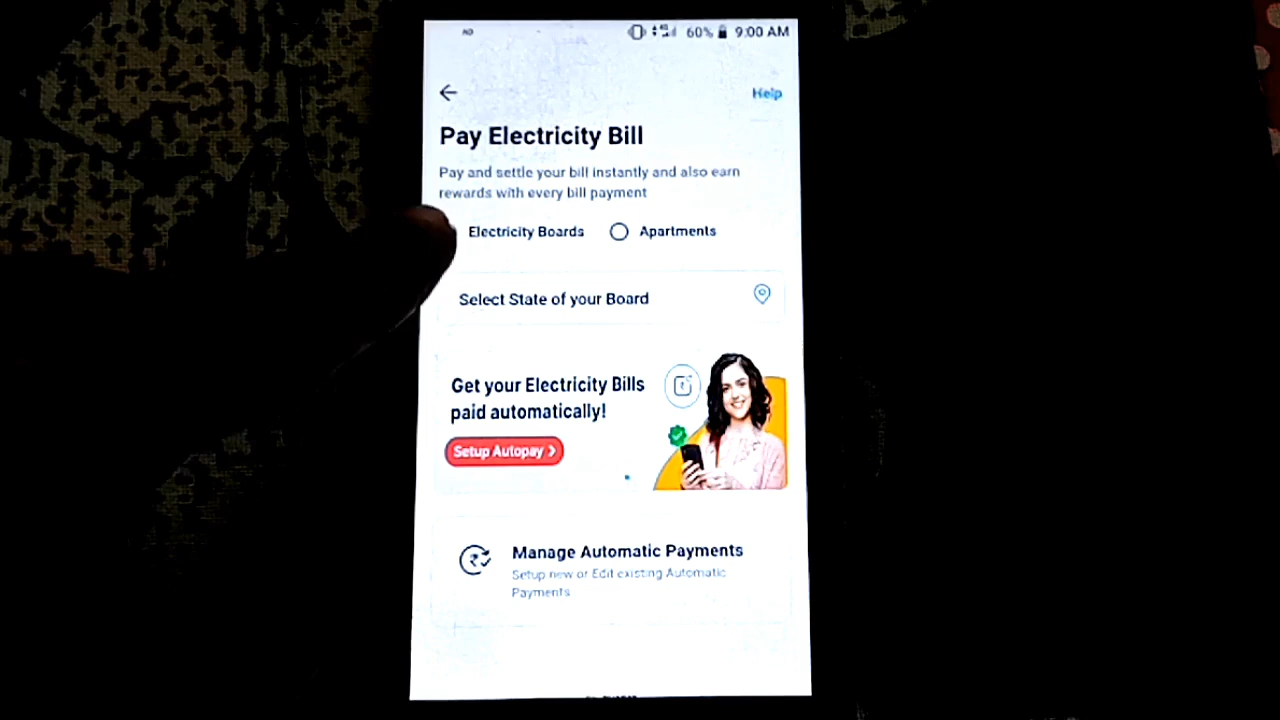 60% 9:00 AM
Help
Pay Electricity Bill
Pay and settle your bill instantly and also earn
rewards with every bill payment
Electricity Boards Apartments
Select State of your Board
Get your Electricity Bills
paid automatically!
Setup Autopay >
Manage Automatic Payments
Setup new or Edit existing Automatic
Payments